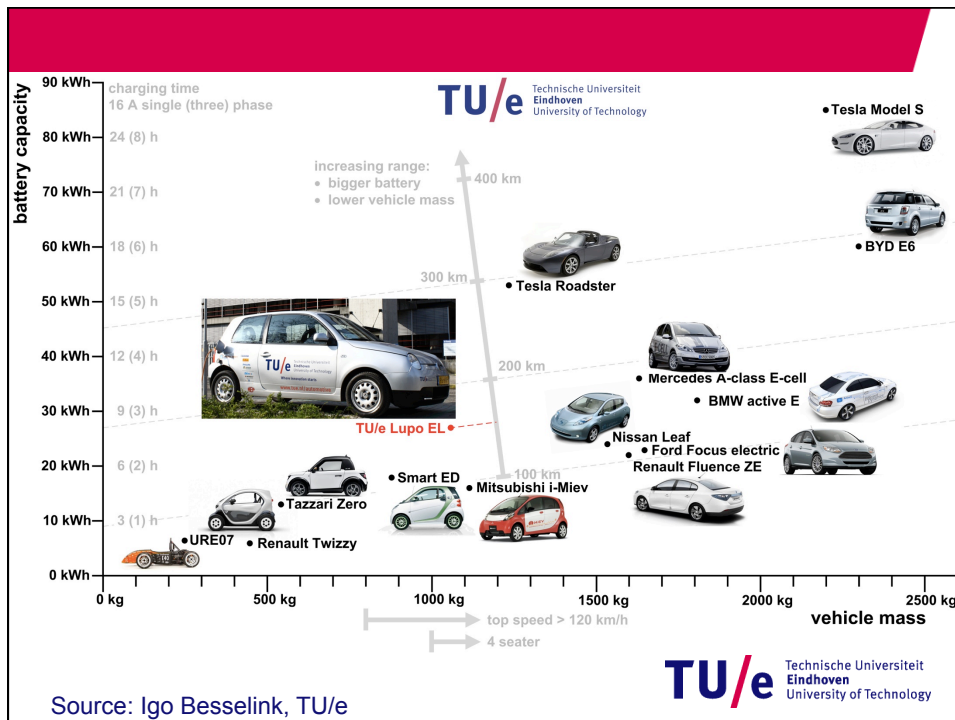 90 kWh
80 kWh
70 kWh
60 kWh
50 kWh
40 kWh
30 kWh
20 kWh
10 kWh
0 kWh
battery capacity
charging time
16 A single (three) phase
24 (8) h
21 (7) h
18 (6) h
15 (5) h
12 (4) h
9 (3) h
6 (2) h
3 (1) h
TU/e Technische Universiteit
Eindhoven
University of Technology
increasing range:
• bigger battery
• lower vehicle mass
400 km
300 km
200 km
100 km
Tesla Model S
BYD E6
Tesla Roadster
Mercedes A-class E-cell
BMW active E
TU/e
TU/e Lupo EL
Nissan Leaf
Ford Focus electric
Renault Fluence ZE
Smart ED
Mitsubishi i-Miev
Tazzari Zero
URE07
Renault Twizzy
0 kg
500 kg
1000 kg
1500 kg
2000 kg
2500 kg
vehicle mass
top speed > 120 km/h
4 seater
TU/e Technische Universiteit
Eindhoven
University of Technology
Source: Igo Besselink, TU/e